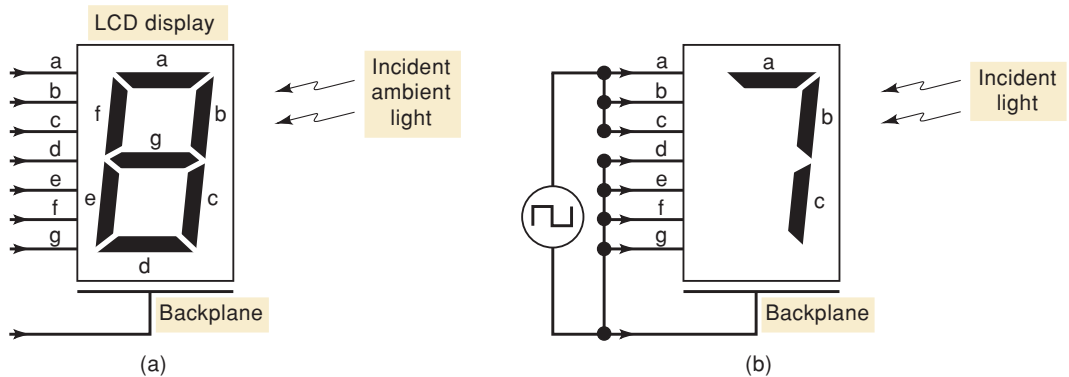 LCD display
a
b
c
d
e
f
g
a
f
b
g
e
c
d
Incident
ambient
light
Backplane
(a)
a
b
c
d
e
f
g
a
b
c
Incident
light
Backplane
(b)